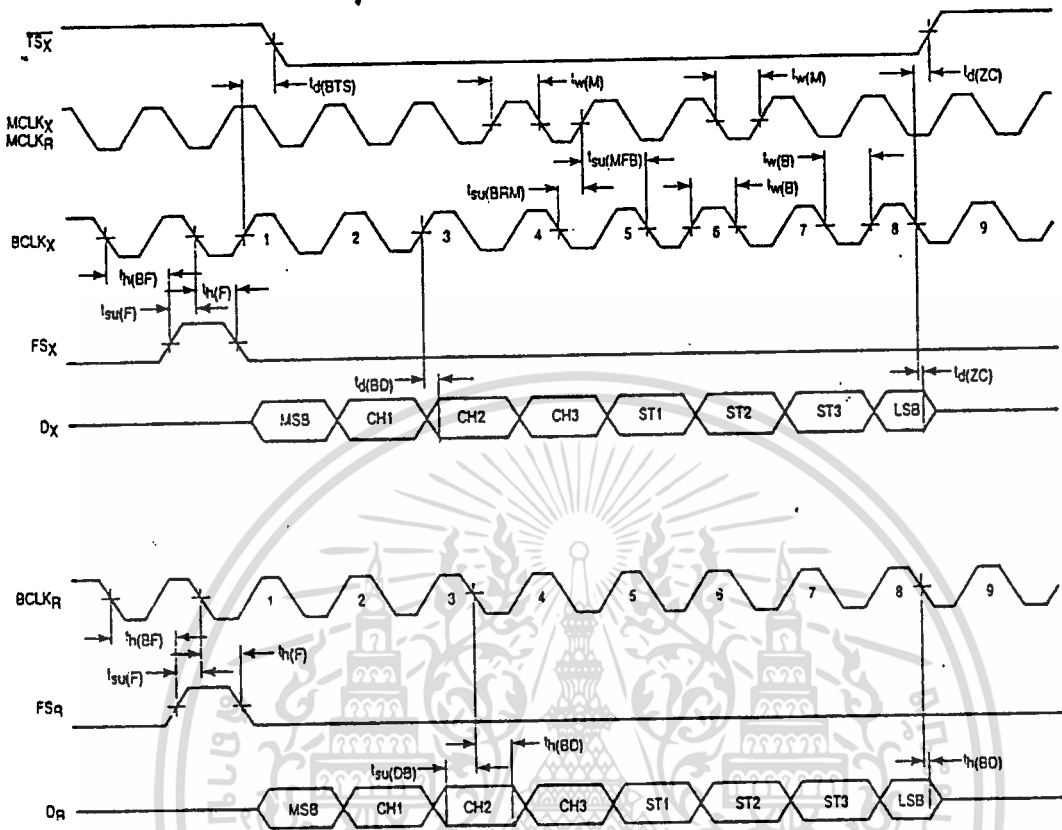 TSX
td(BTS)
tw(M)
tw(M)
td(ZC)
MCLKX
MCLKR
tsu(MFB)
tw(B)
tsu(BRM)
tw(B)
BCLKX
1 2 3 4 5 6 7 8 9
th(BF)
th(F)
tsu(F)
FSX
td(BD)
td(ZC)
DX
MSB CH1 CH2 CH3 ST1 ST2 ST3 LSB
BCLKR
1 2 3 4 5 6 7 8 9
th(BF)
th(F)
tsu(F)
FSR
th(BD)
tsu(DB)
th(BD)
DR
MSB CH1 CH2 CH3 ST1 ST2 ST3 LSB